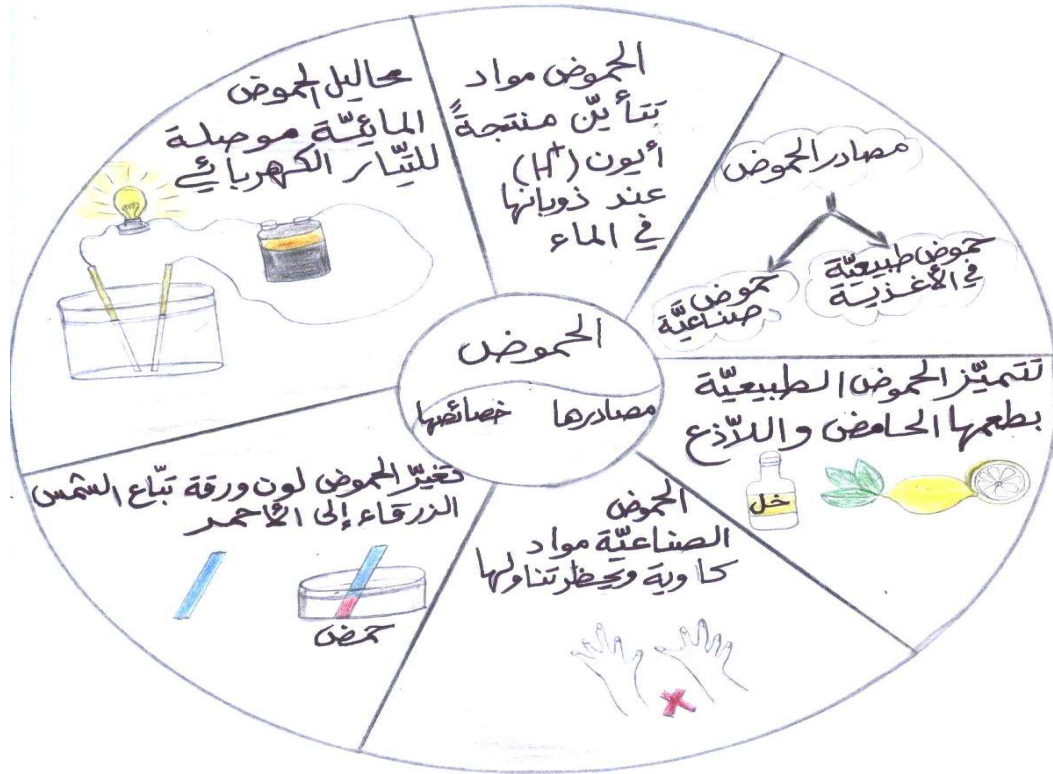 الحموض
مصادرها خصائصها
الحموض مواد
تتأيّن منتجةً
أيون (H⁺)
عند ذوبانها
في الماء
مصادر الحموض
حموض طبيعيّة
في الأغذية
حموض
صناعيّة
تتميّز الحموض الطبيعيّة
بطعمها الحامض واللاّذع
خل
الحموض
الصناعيّة مواد
كاوية ويحظر تناولها
تغيّر الحموض لون ورقة تبّاع الشمس
الزرقاء إلى الأحمر
حمض
محاليل الحموض
المائيّة موصلة
للتيّار الكهربائي